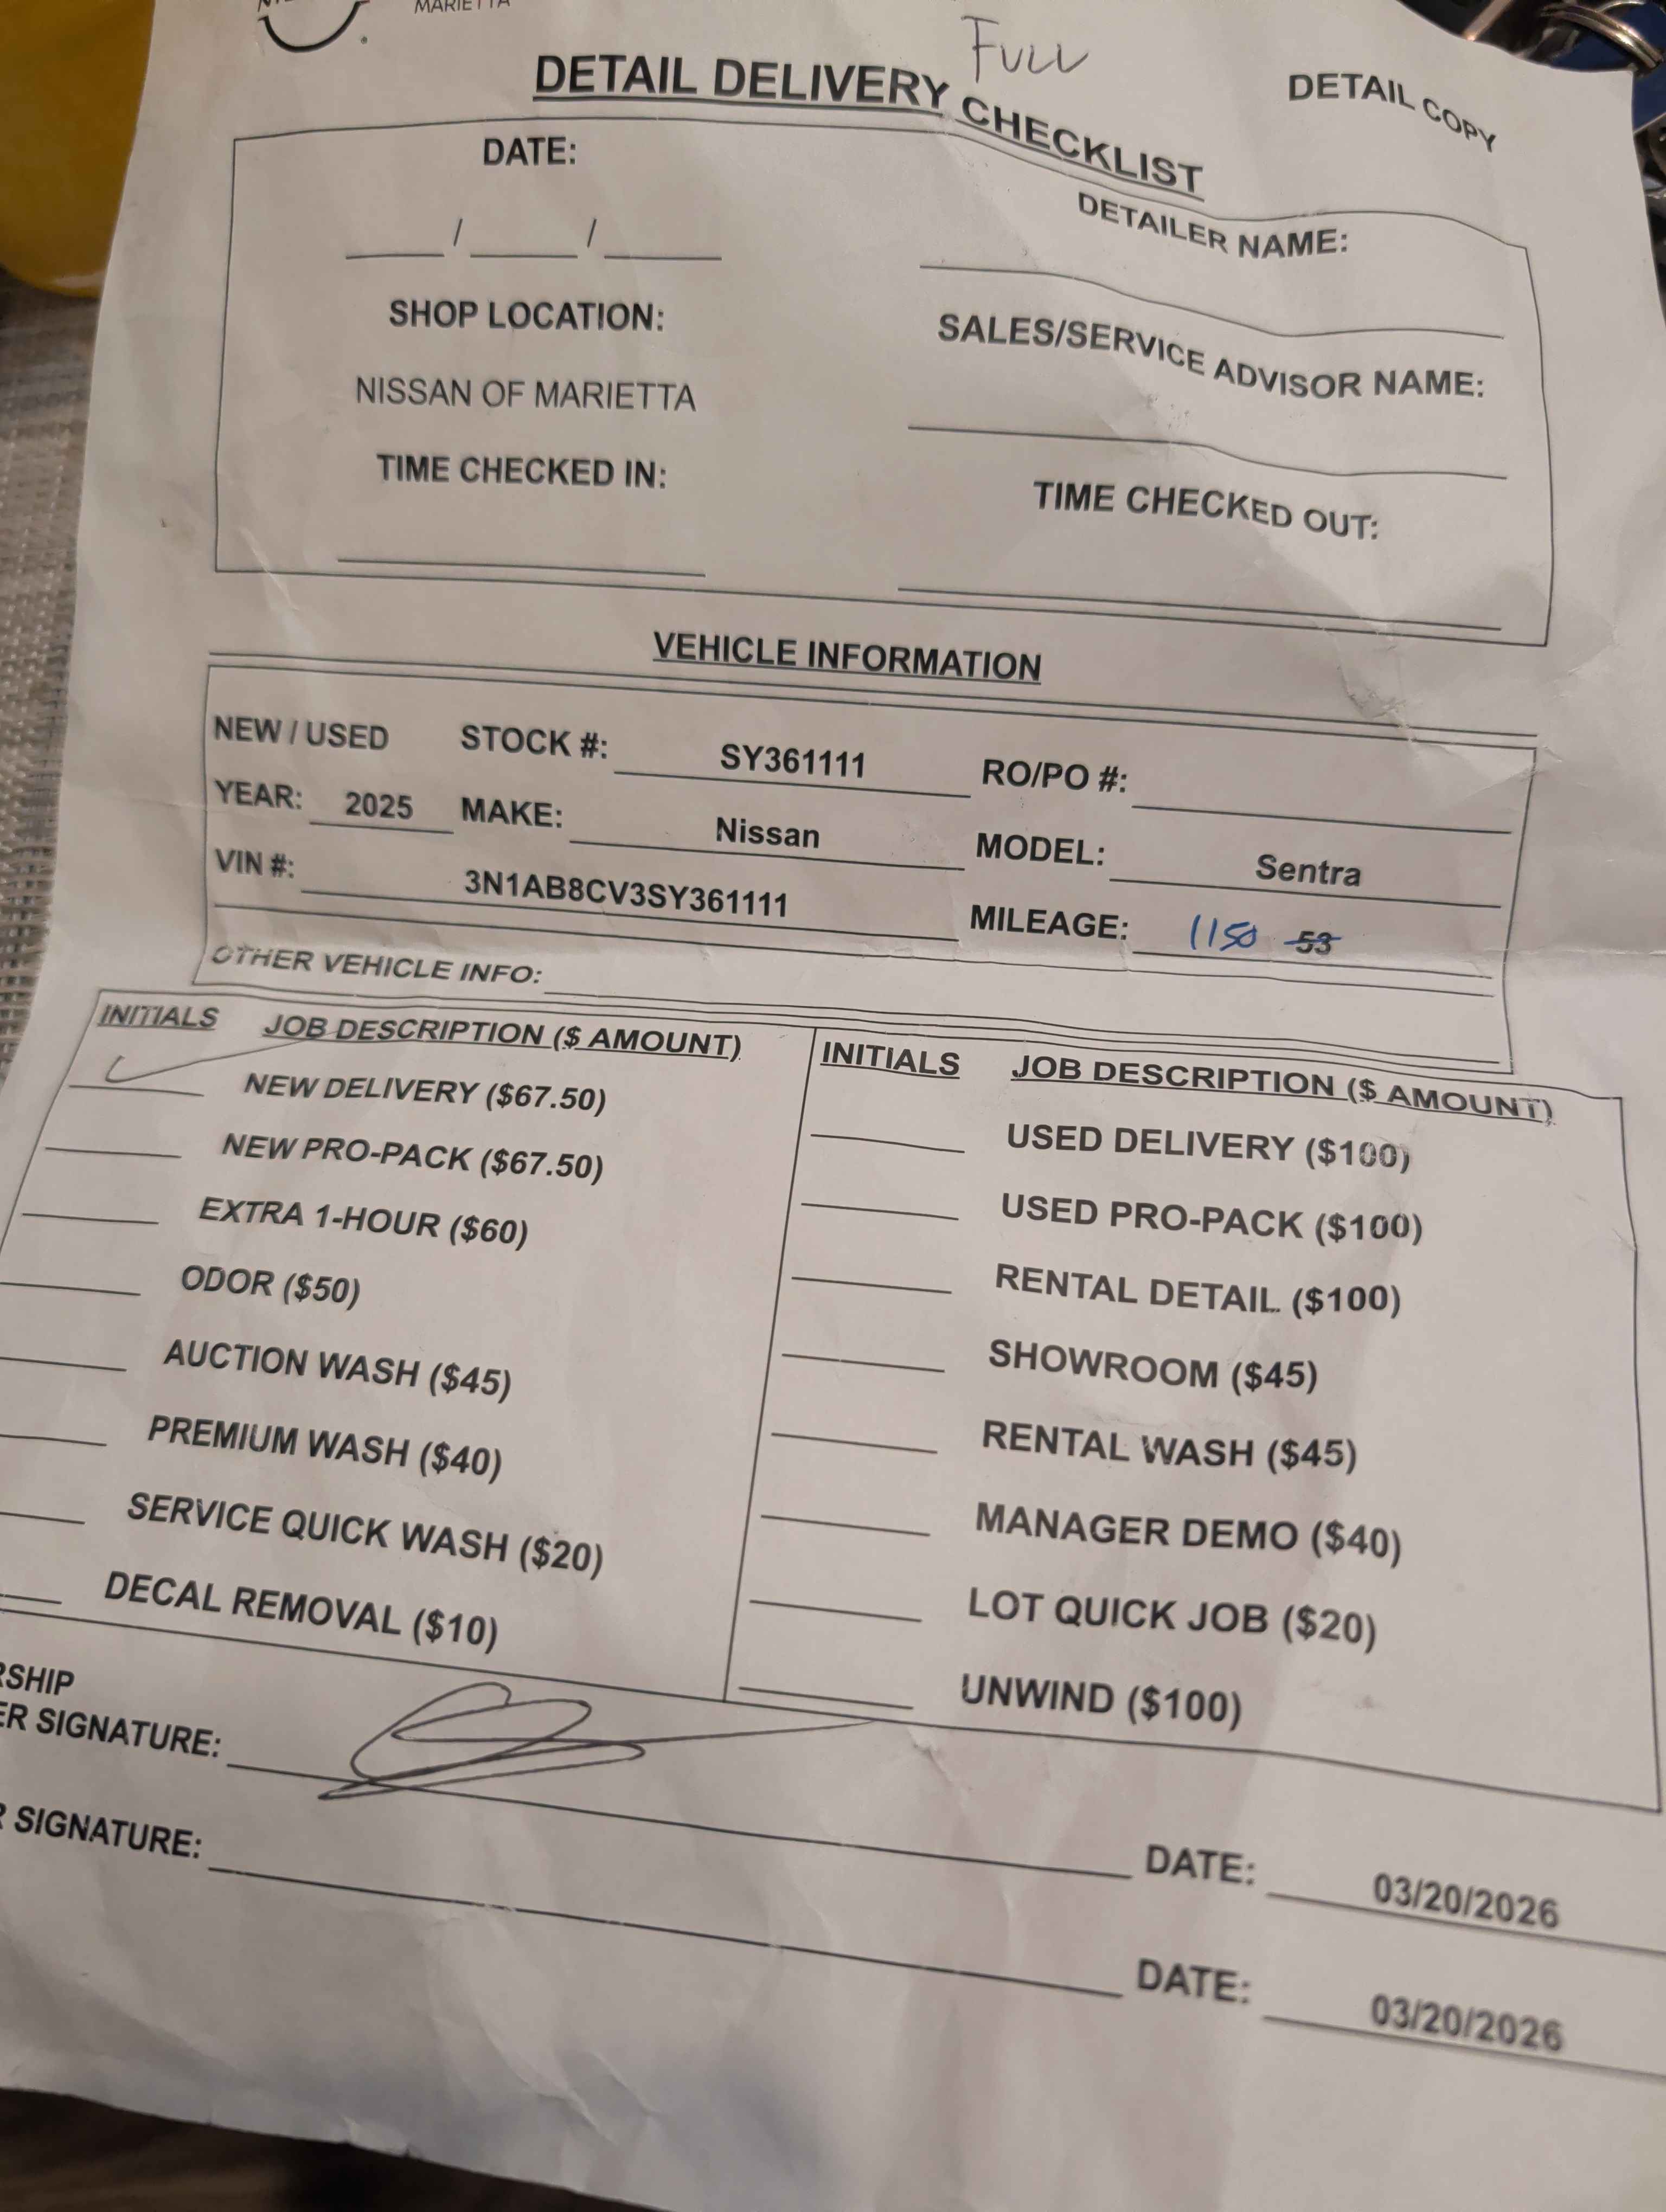 MARIETTA
FULL
DETAIL DELIVERY CHECKLIST
DETAIL COPY
DATE:
/ /
DETAILER NAME:
SHOP LOCATION:
NISSAN OF MARIETTA
SALES/SERVICE ADVISOR NAME:
TIME CHECKED IN:
TIME CHECKED OUT:
VEHICLE INFORMATION
NEW / USED STOCK #: SY361111 RO/PO #:
YEAR: 2025 MAKE: Nissan MODEL: Sentra
VIN #: 3N1AB8CV3SY361111 MILEAGE: 1150 53
OTHER VEHICLE INFO:
INITIALS JOB DESCRIPTION ($ AMOUNT)
NEW DELIVERY ($67.50)
NEW PRO-PACK ($67.50)
EXTRA 1-HOUR ($60)
ODOR ($50)
AUCTION WASH ($45)
PREMIUM WASH ($40)
SERVICE QUICK WASH ($20)
DECAL REMOVAL ($10)
INITIALS JOB DESCRIPTION ($ AMOUNT)
USED DELIVERY ($100)
USED PRO-PACK ($100)
RENTAL DETAIL ($100)
SHOWROOM ($45)
RENTAL WASH ($45)
MANAGER DEMO ($40)
LOT QUICK JOB ($20)
UNWIND ($100)
RSHIP
ER SIGNATURE:
DATE: 03/20/2026
R SIGNATURE:
DATE: 03/20/2026